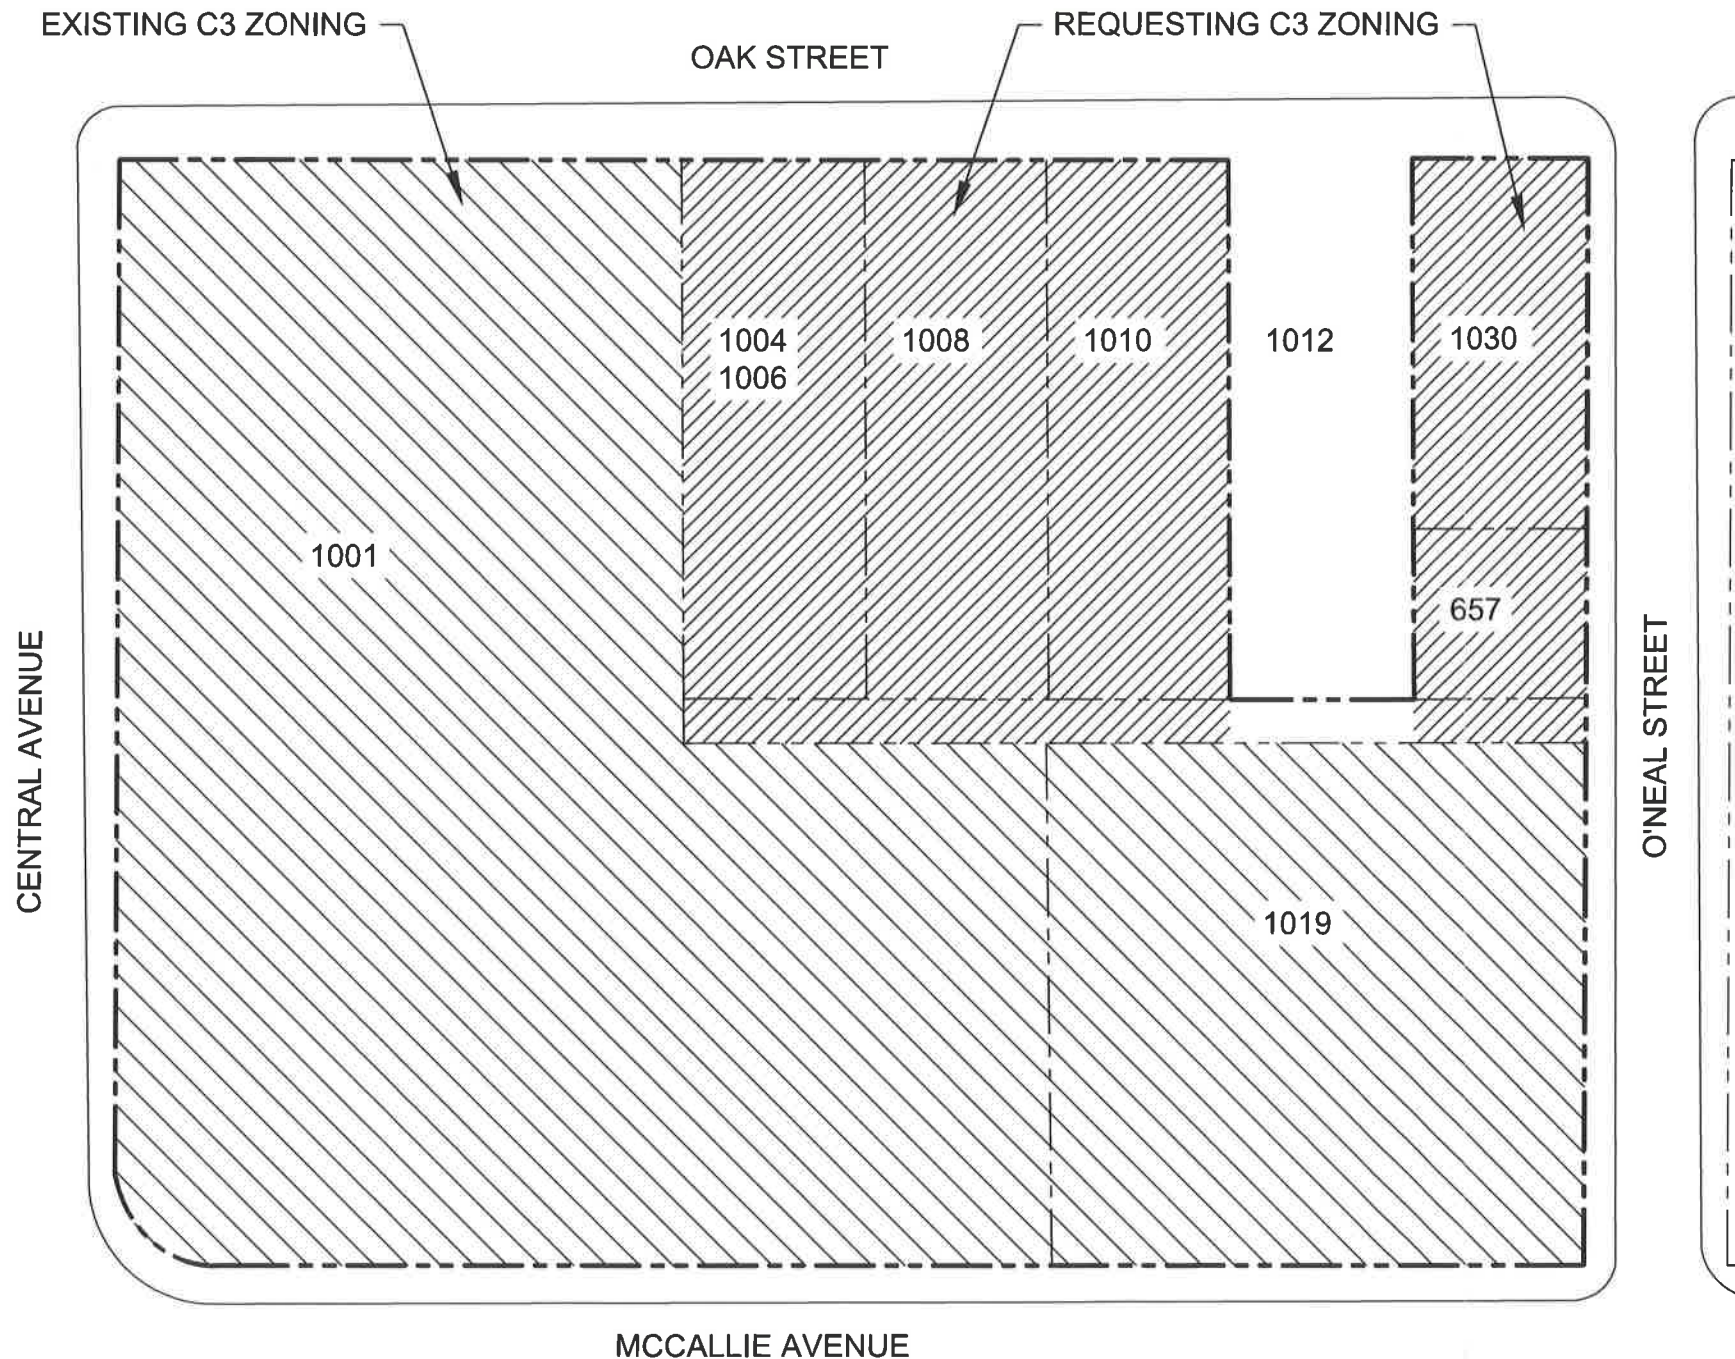 EXISTING C3 ZONING
REQUESTING C3 ZONING
OAK STREET
1004
1006
1008
1010
1012
1030
1001
657
CENTRAL AVENUE
O'NEAL STREET
1019
MCCALLIE AVENUE